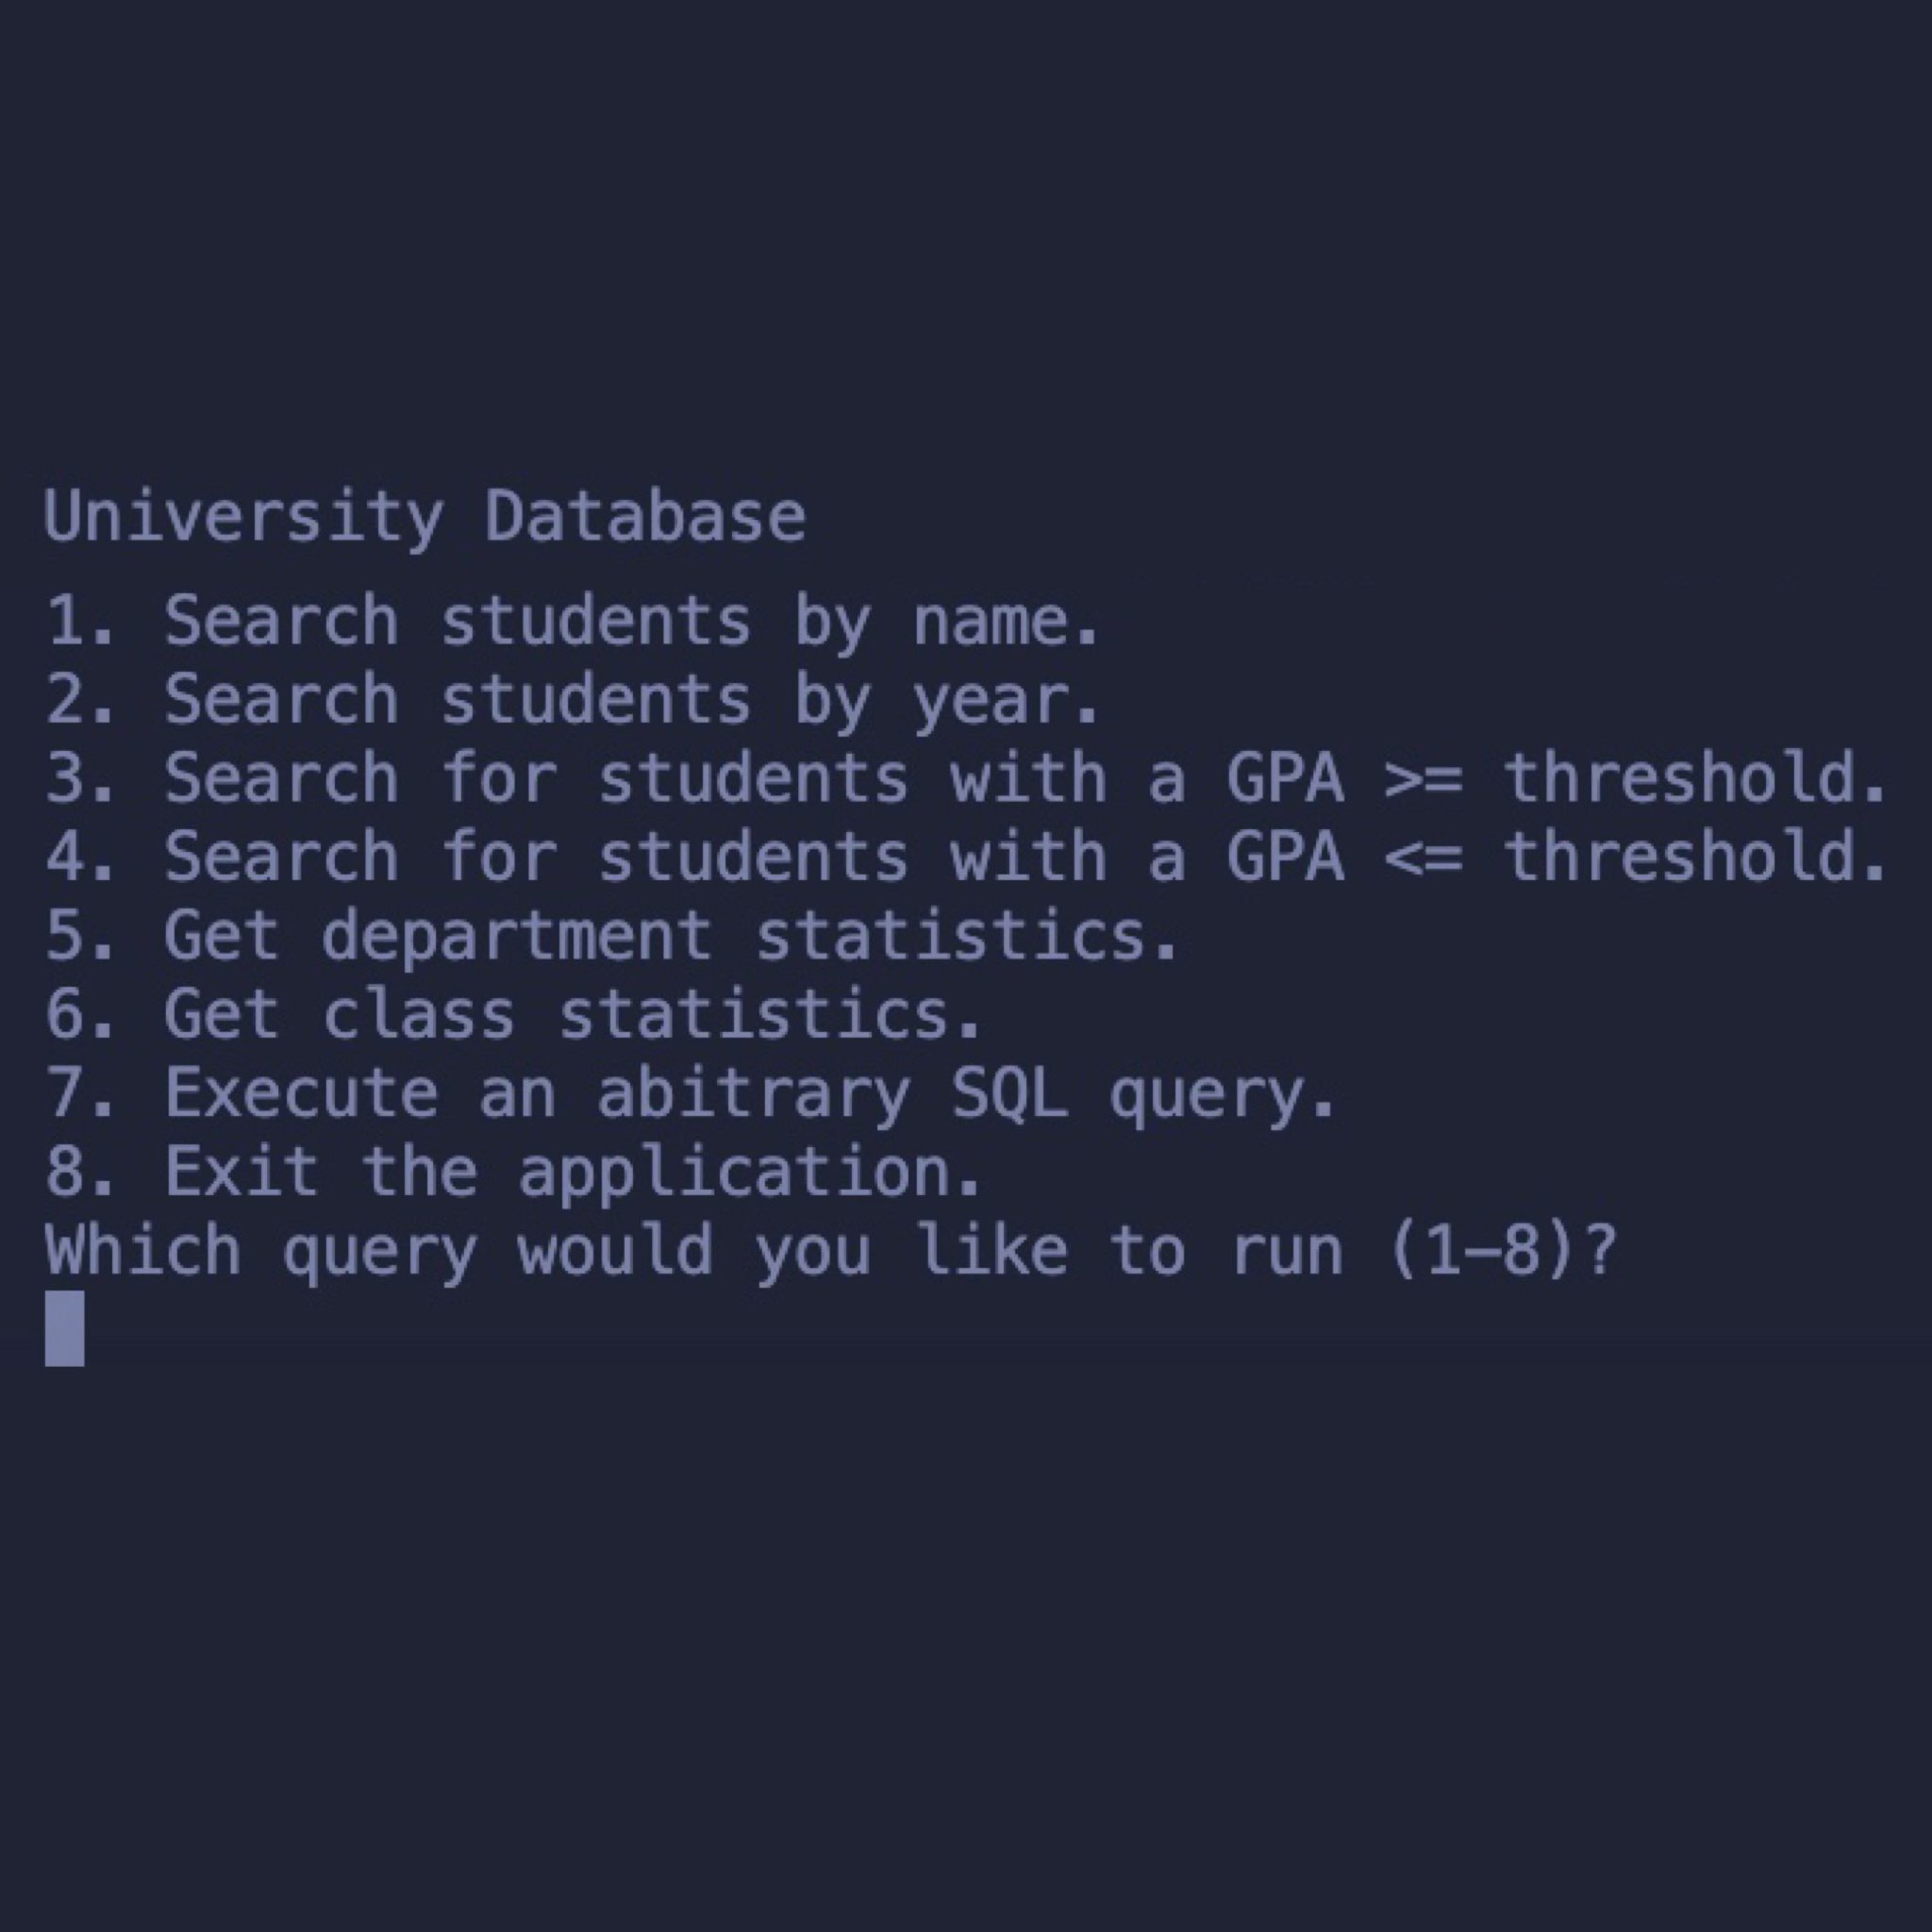 University Database
1. Search students by name.
2. Search students by year.
3. Search for students with a GPA >= threshold.
4. Search for students with a GPA <= threshold.
5. Get department statistics.
6. Get class statistics.
7. Execute an abitrary SQL query.
8. Exit the application.
Which query would you like to run (1–8)?